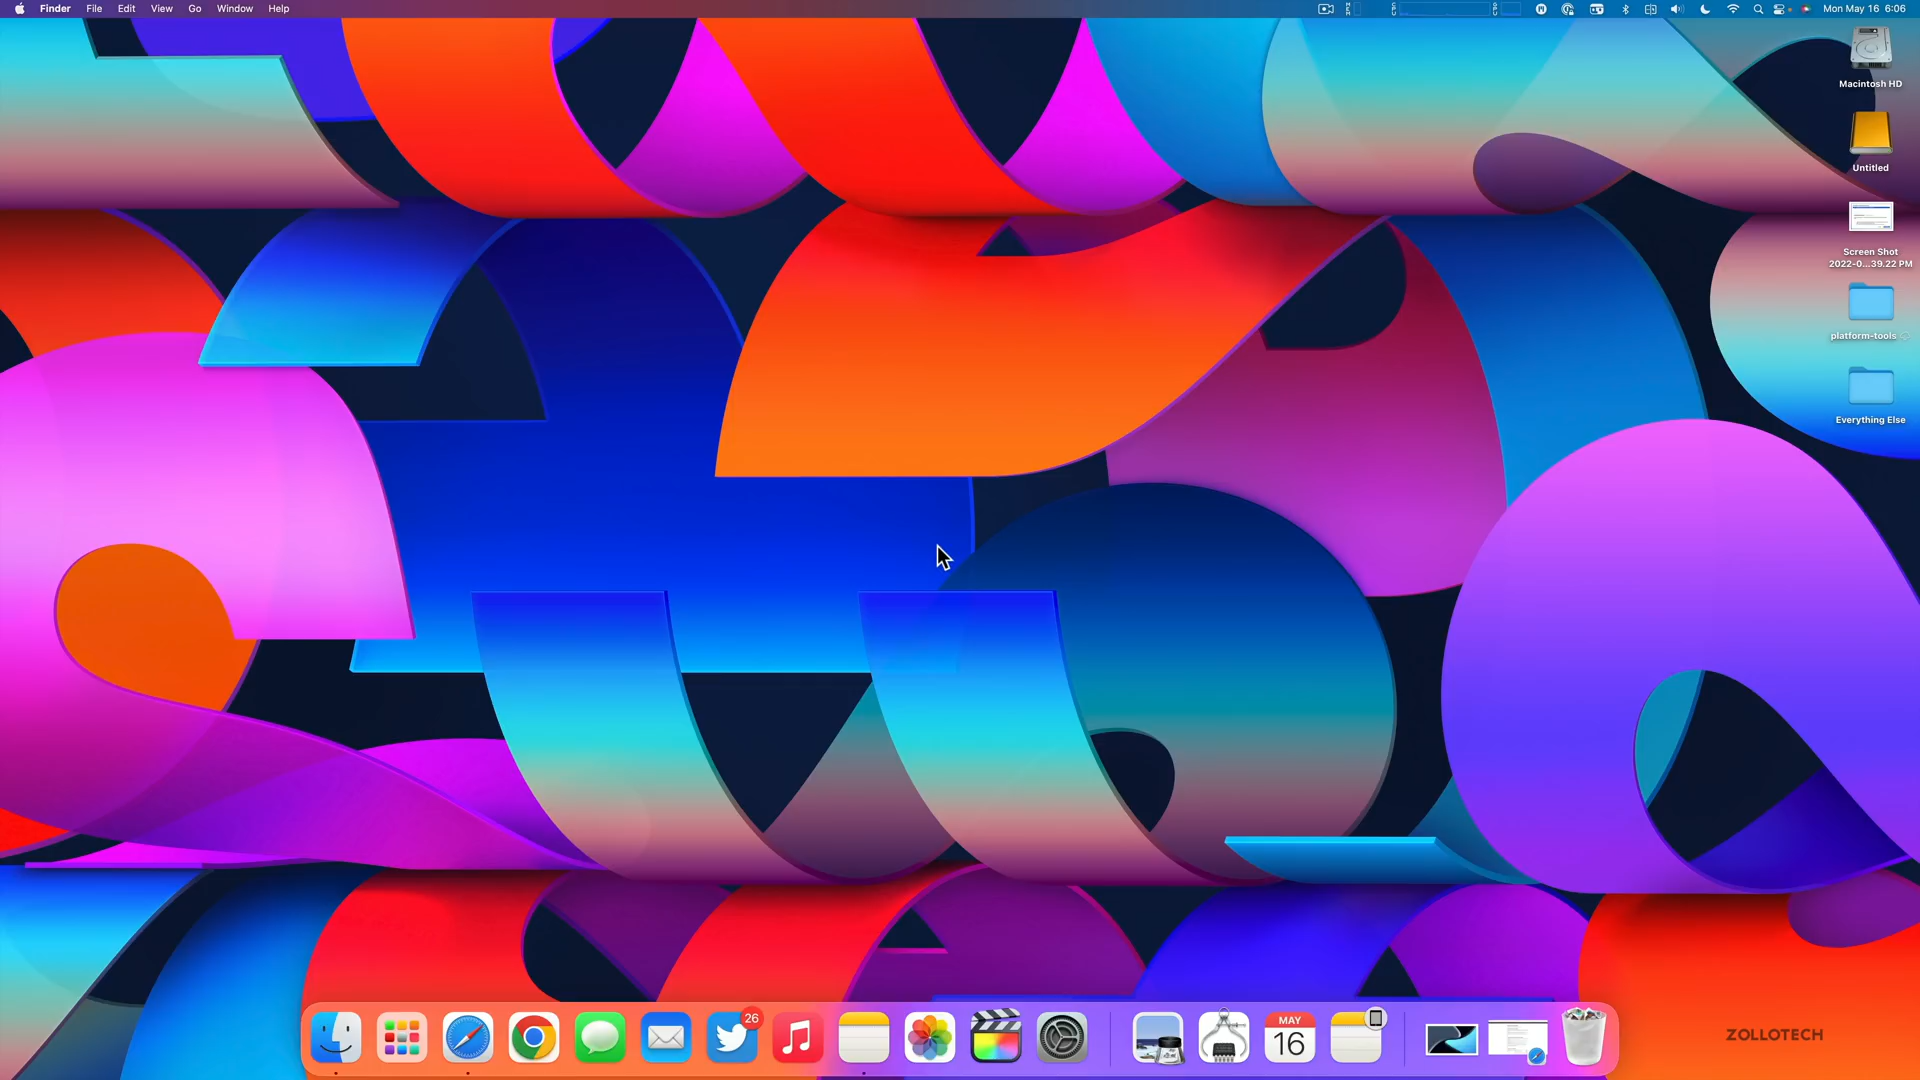 Finder File Edit View Go Window Help
Mon May 16 6:06
Macintosh HD
Untitled
Screen Shot
2022-0...39.22 PM
platform-tools
Everything Else
26
MAY
16
ZOLLOTECH